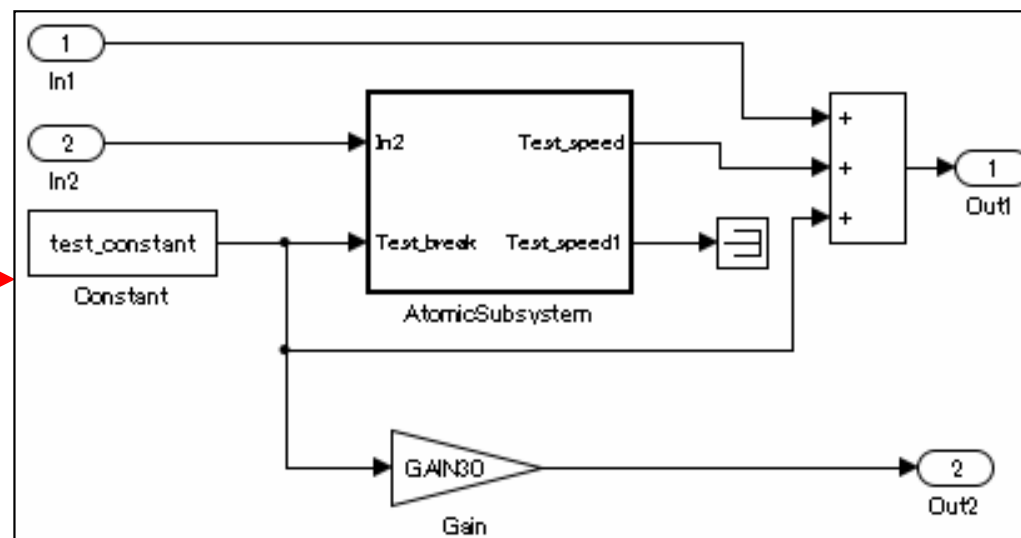 1
In1
2
In2
test_constant
Constant
In2
Test_speed
Test_break
Test_speed1
AtomicSubsystem
+
+
+
1
Out1
GAIN30
Gain
2
Out2